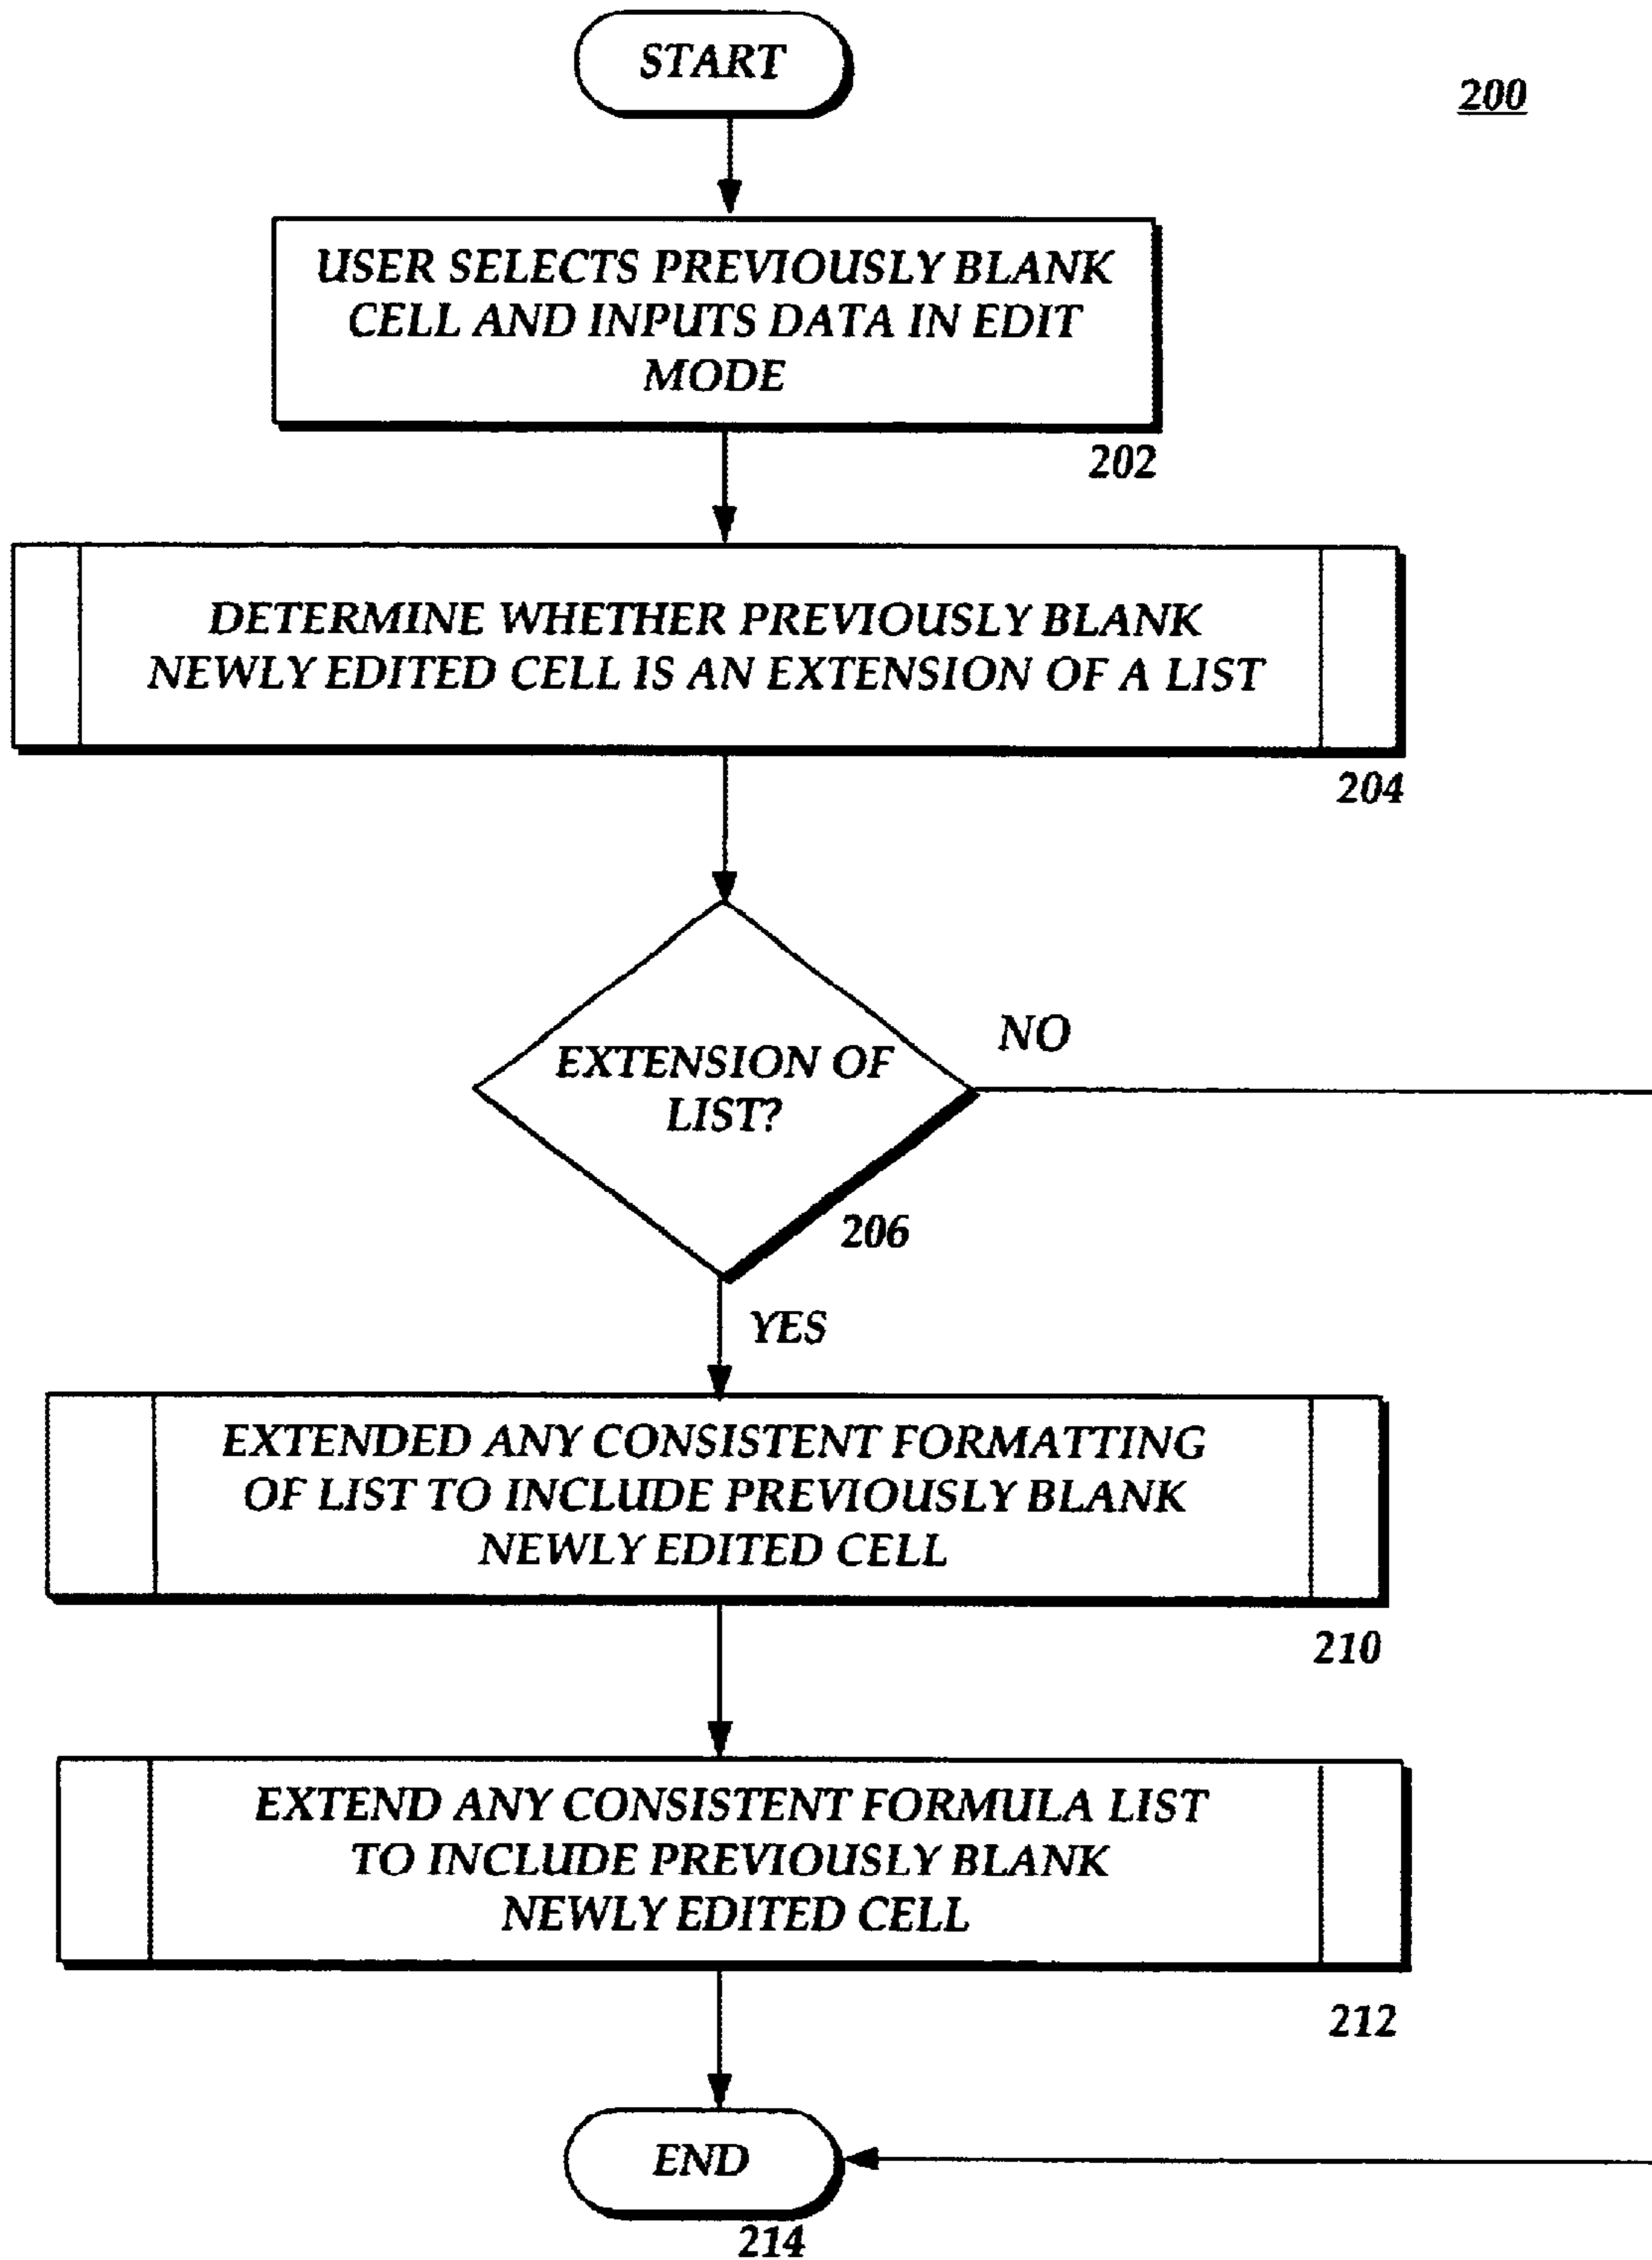 START
200
USER SELECTS PREVIOUSLY BLANK
CELL AND INPUTS DATA IN EDIT
MODE
202
DETERMINE WHETHER PREVIOUSLY BLANK
NEWLY EDITED CELL IS AN EXTENSION OF A LIST
204
EXTENSION OF
LIST?
NO
206
YES
EXTENDED ANY CONSISTENT FORMATTING
OF LIST TO INCLUDE PREVIOUSLY BLANK
NEWLY EDITED CELL
210
EXTEND ANY CONSISTENT FORMULA LIST
TO INCLUDE PREVIOUSLY BLANK
NEWLY EDITED CELL
212
END
214